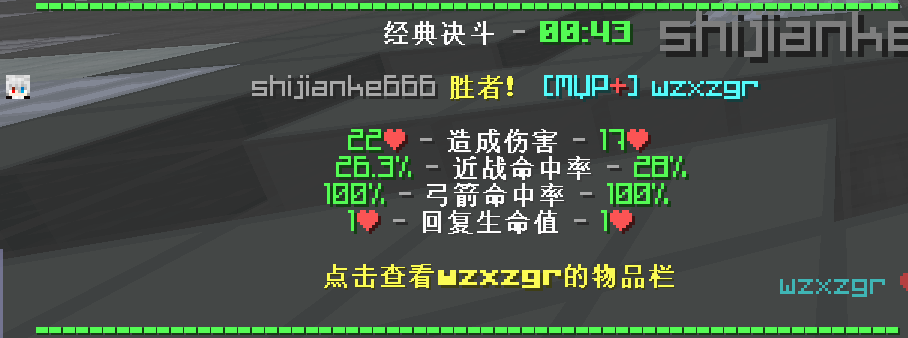 经典决斗 - 00:43
shijianke
shijianke666 胜者! [MVP+] wzxzgr
22❤ - 造成伤害 - 17❤
26.3% - 近战命中率 - 28%
100% - 弓箭命中率 - 100%
1❤ - 回复生命值 - 1❤
点击查看wzxzgr的物品栏
wzxzgr